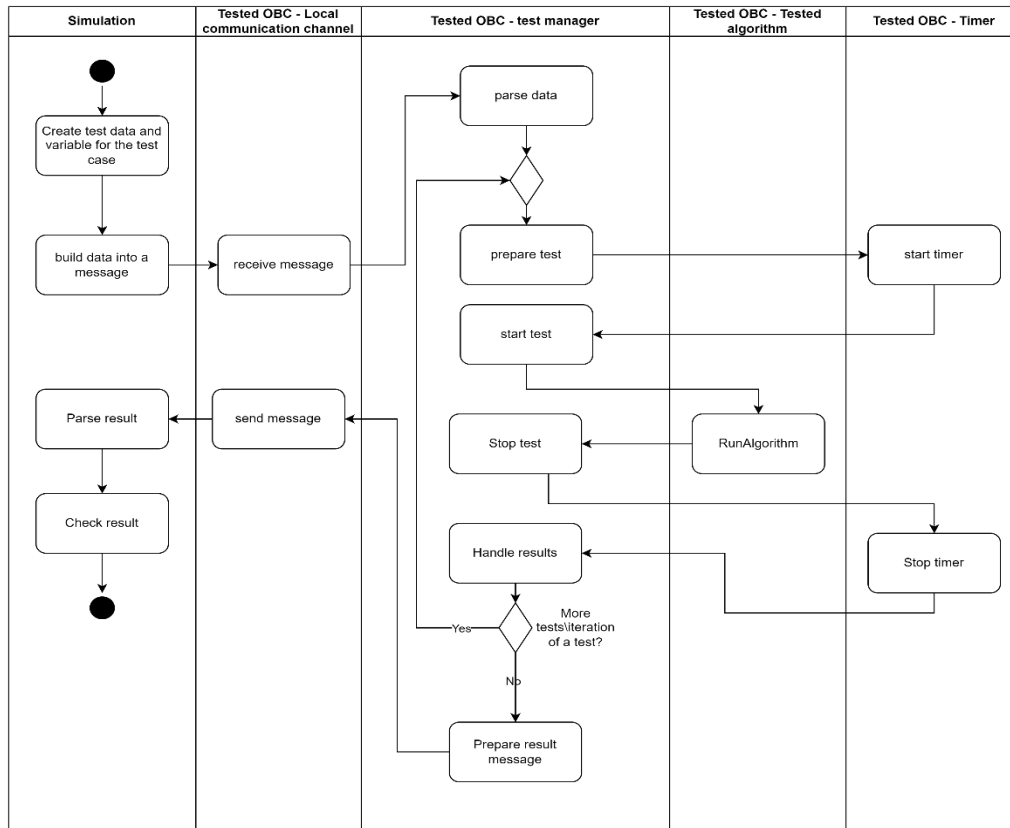 Simulation
Tested OBC - Local
communication channel
Tested OBC - test manager
Tested OBC - Tested
algorithm
Tested OBC - Timer
Create test data and
variable for the test
case
parse data
build data into a
message
receive message
prepare test
start timer
start test
Parse result
send message
Stop test
RunAlgorithm
Check result
Handle results
Stop timer
More
tests\iteration
of a test?
Yes
No
Prepare result
message